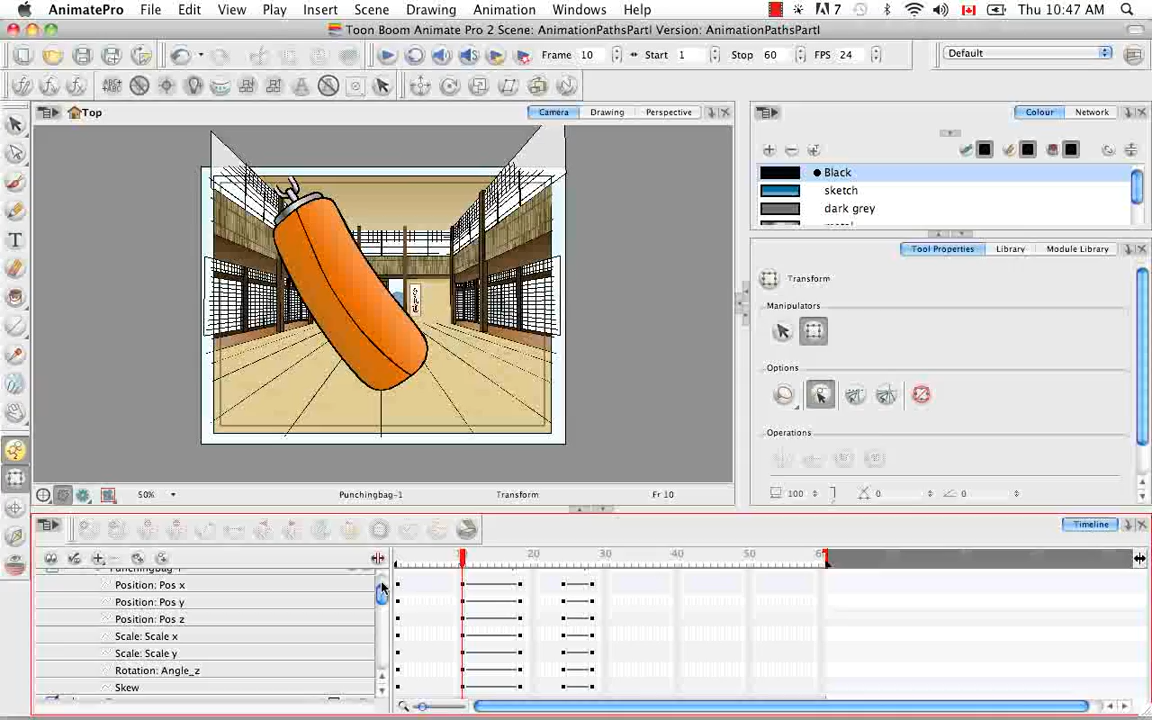 AnimatePro File Edit View Play Insert Scene Drawing Animation Windows Help 7 Thu 10:47 AM
Toon Boom Animate Pro 2 Scene: AnimationPathsPartI Version: AnimationPathsPartI
Frame 10 Start 1 Stop 60 FPS 24 Default
Top Camera Drawing Perspective Colour Network
Black
sketch
dark grey
Tool Properties Library Module Library
Transform
Manipulators
Options
Operations
50% Punchingbag-1 Transform Fr 10 100 0 0
Timeline
20 30 40 50
Position: Pos x
Position: Pos y
Position: Pos z
Scale: Scale x
Scale: Scale y
Rotation: Angle_z
Skew